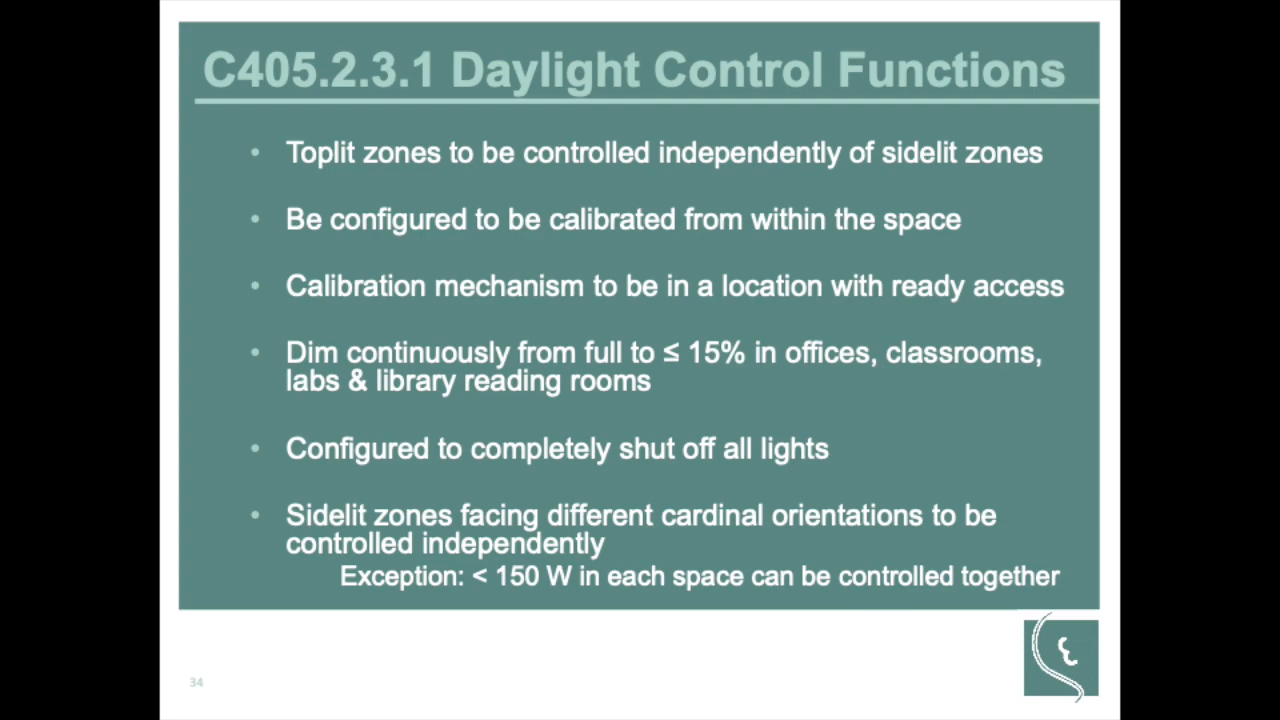 C405.2.3.1 Daylight Control Functions
• Toplit zones to be controlled independently of sidelit zones
• Be configured to be calibrated from within the space
• Calibration mechanism to be in a location with ready access
• Dim continuously from full to ≤ 15% in offices, classrooms,
labs & library reading rooms
• Configured to completely shut off all lights
• Sidelit zones facing different cardinal orientations to be
controlled independently
Exception: < 150 W in each space can be controlled together
34